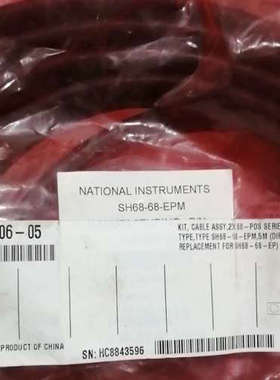 NATIONAL INSTRUMENTS
SH68-68-EPM
06-05
KIT, CABLE ASSY,2X68-POS SERIE
TYPE,TYPE SH68-68-EPM,5M (DI
REPLACEMENT FOR SH68-68-EP)
PRODUCT OF CHINA
SN: HC8843596